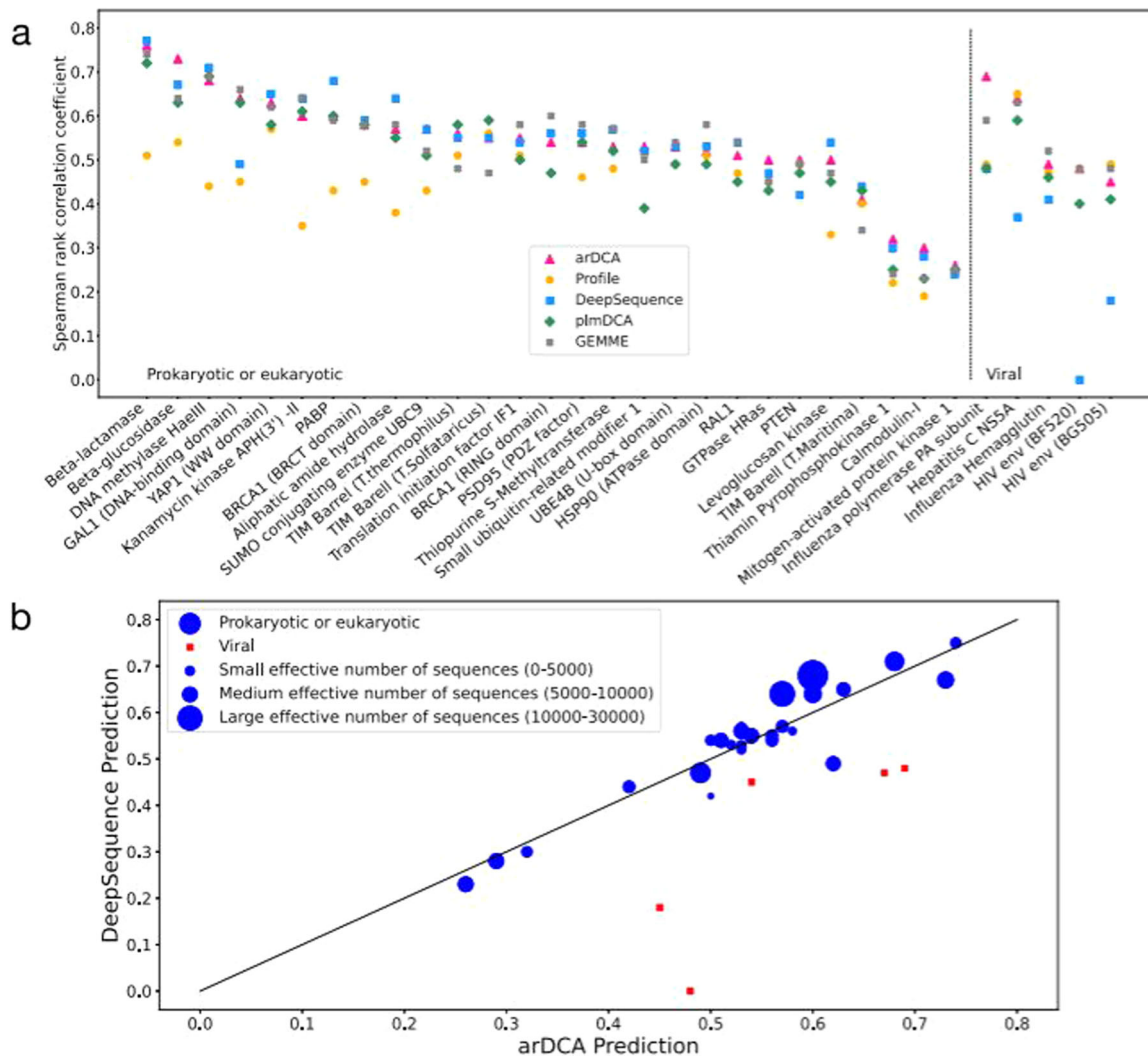 a
Spearman rank correlation coefficient
0.8
0.7
0.6
0.5
0.4
0.3
0.2
0.1
0.0
arDCA
Profile
DeepSequence
plmDCA
GEMME
Prokaryotic or eukaryotic
Viral
Beta-lactamase
Beta-glucosidase
DNA methylase HaeIII
GAL1 (DNA-binding domain)
YAP1 (WW domain)
Kanamycin kinase APH(3') -II
PABP
BRCA1 (BRCT domain)
Aliphatic amide hydrolase
SUMO conjugating enzyme UBC9
TIM Barrel (T.thermophilus)
TIM Barell (T.Solfataricus)
Translation initiation factor IF1
BRCA1 (RING domain)
PSD95 (PDZ factor)
Thiopurine S-Methyltransferase
Small ubiquitin-related modifier 1
UBE4B (U-box domain)
HSP90 (ATPase domain)
RAL1
GTPase HRas
PTEN
Levoglucosan kinase
TIM Barell (T.Maritima)
Thiamin Pyrophosphokinase 1
Calmodulin-I
Mitogen-activated protein kinase 1
Influenza polymerase PA subunit
Hepatitis C NS5A
Influenza Hemagglutin
HIV env (BF520)
HIV env (BG505)
b
DeepSequence Prediction
0.8
0.7
0.6
0.5
0.4
0.3
0.2
0.1
0.0
Prokaryotic or eukaryotic
Viral
Small effective number of sequences (0-5000)
Medium effective number of sequences (5000-10000)
Large effective number of sequences (10000-30000)
0.0 0.1 0.2 0.3 0.4 0.5 0.6 0.7 0.8
arDCA Prediction